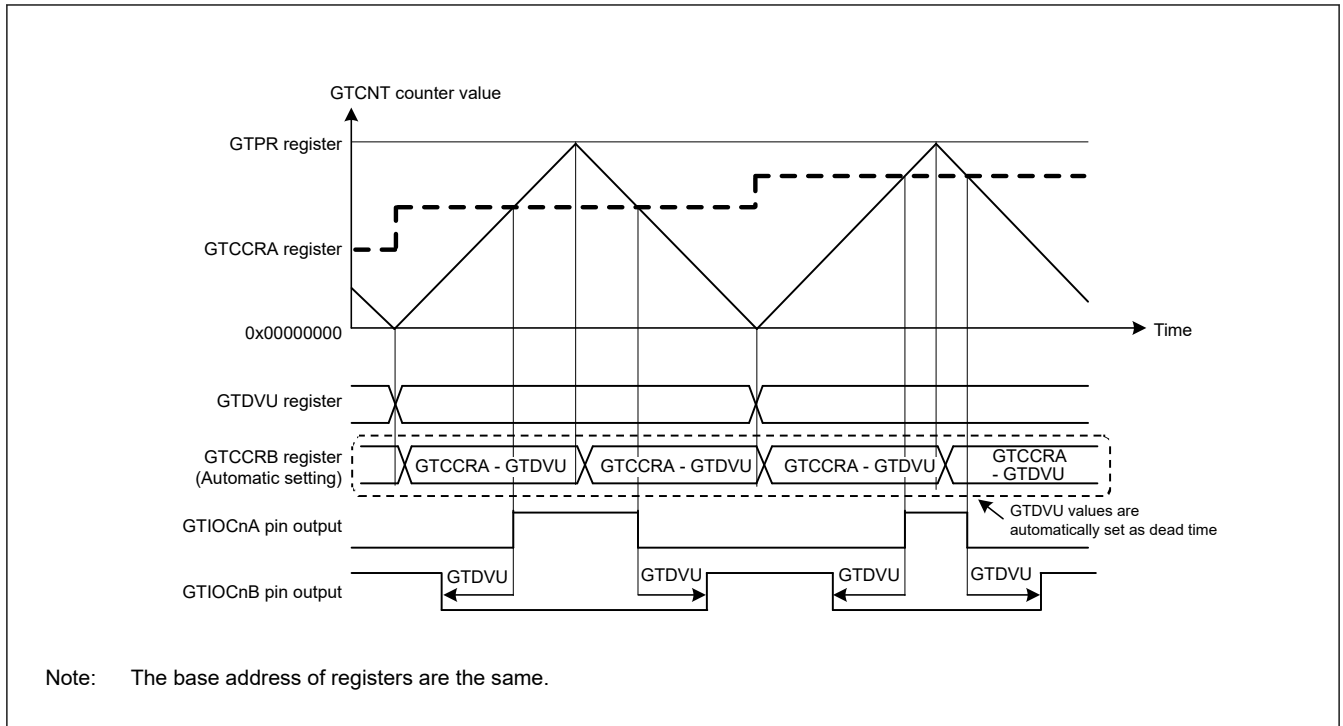 GTCNT counter value
GTPR register
GTCCRA register
0x00000000
Time
GTDVU register
GTCCRB register
(Automatic setting)
GTCCRA - GTDVU
GTCCRA - GTDVU
GTCCRA - GTDVU
GTCCRA
- GTDVU
GTDVU values are
automatically set as dead time
GTIOCnA pin output
GTIOCnB pin output
GTDVU
GTDVU
GTDVU
GTDVU
Note: The base address of registers are the same.